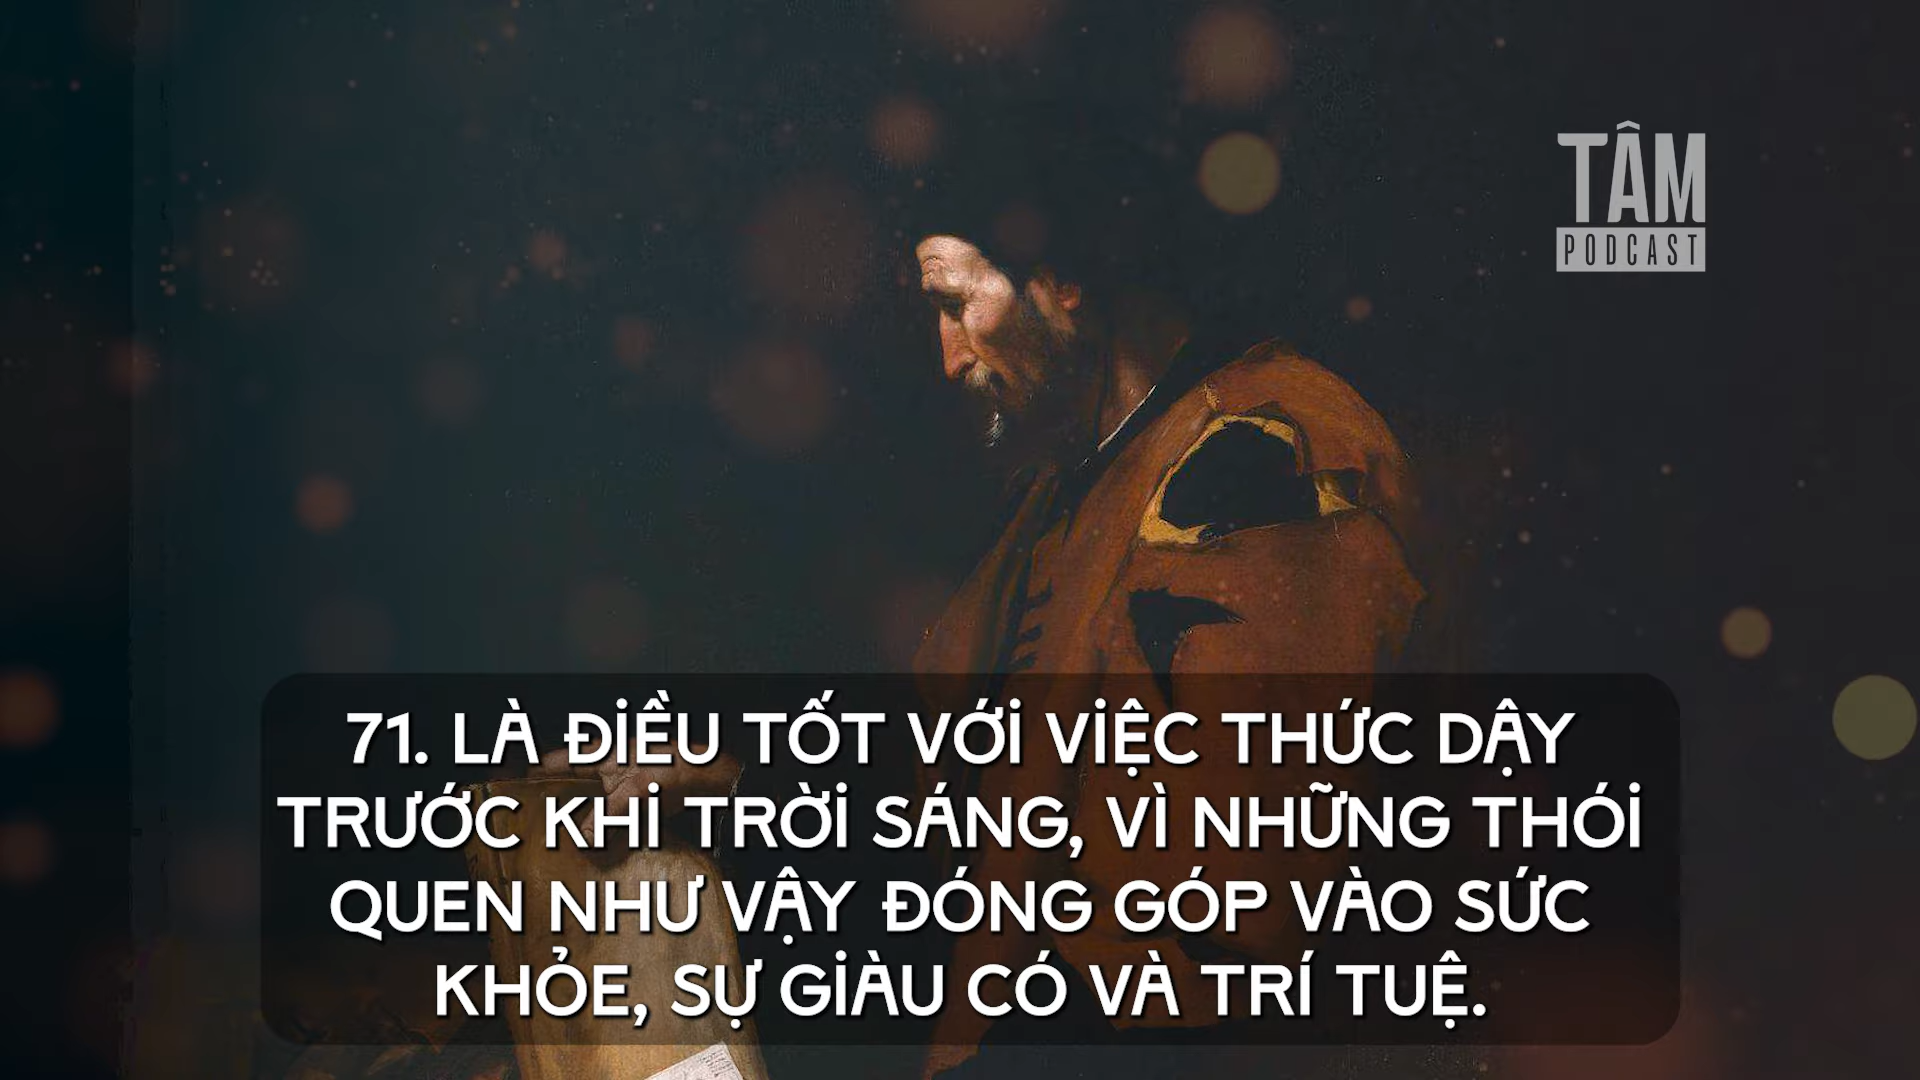 TÂM
PODCAST
71. LÀ ĐIỀU TỐT VỚI VIỆC THỨC DẬY
TRƯỚC KHI TRỜI SÁNG, VÌ NHỮNG THÓI
QUEN NHƯ VẬY ĐÓNG GÓP VÀO SỨC
KHỎE, SỰ GIÀU CÓ VÀ TRÍ TUỆ.